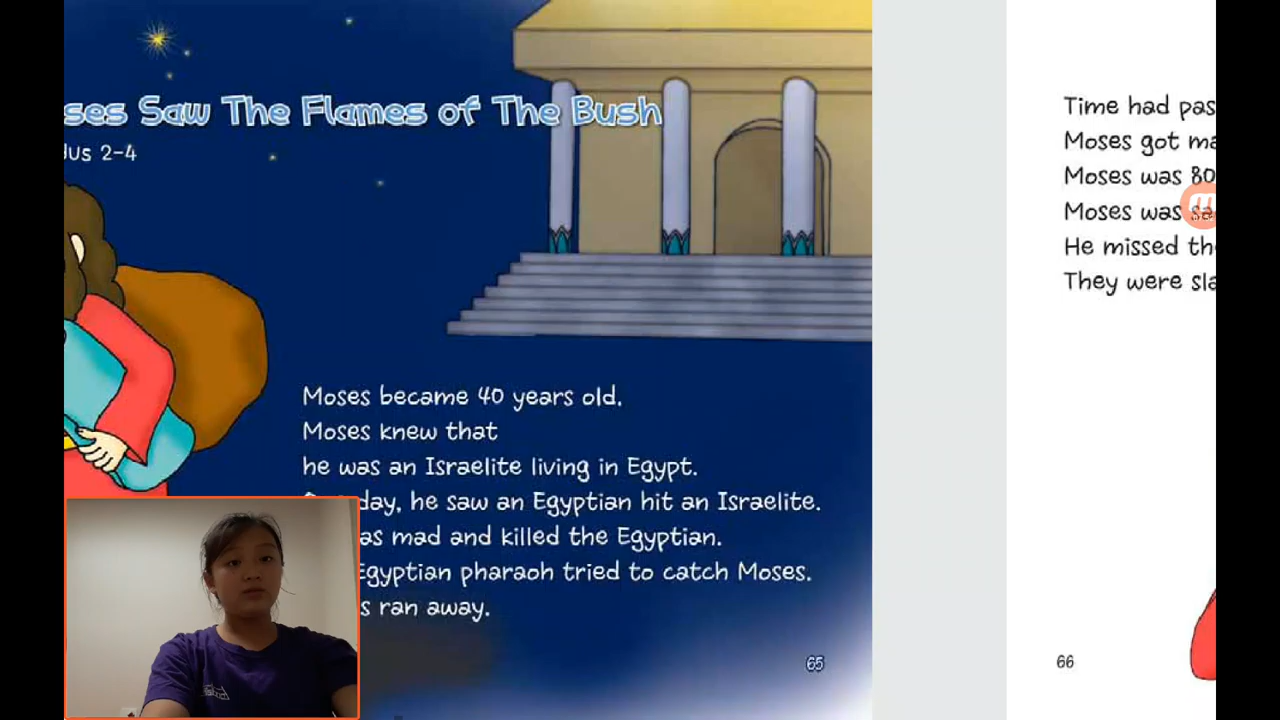 ses Saw The Flames of The Bush
dus 2-4
Moses became 40 years old.
Moses knew that
he was an Israelite living in Egypt.
day, he saw an Egyptian hit an Israelite.
as mad and killed the Egyptian.
Egyptian pharaoh tried to catch Moses.
s ran away.
65
Time had pas
Moses got ma
Moses was 80
Moses was sa
He missed th
They were sla
66